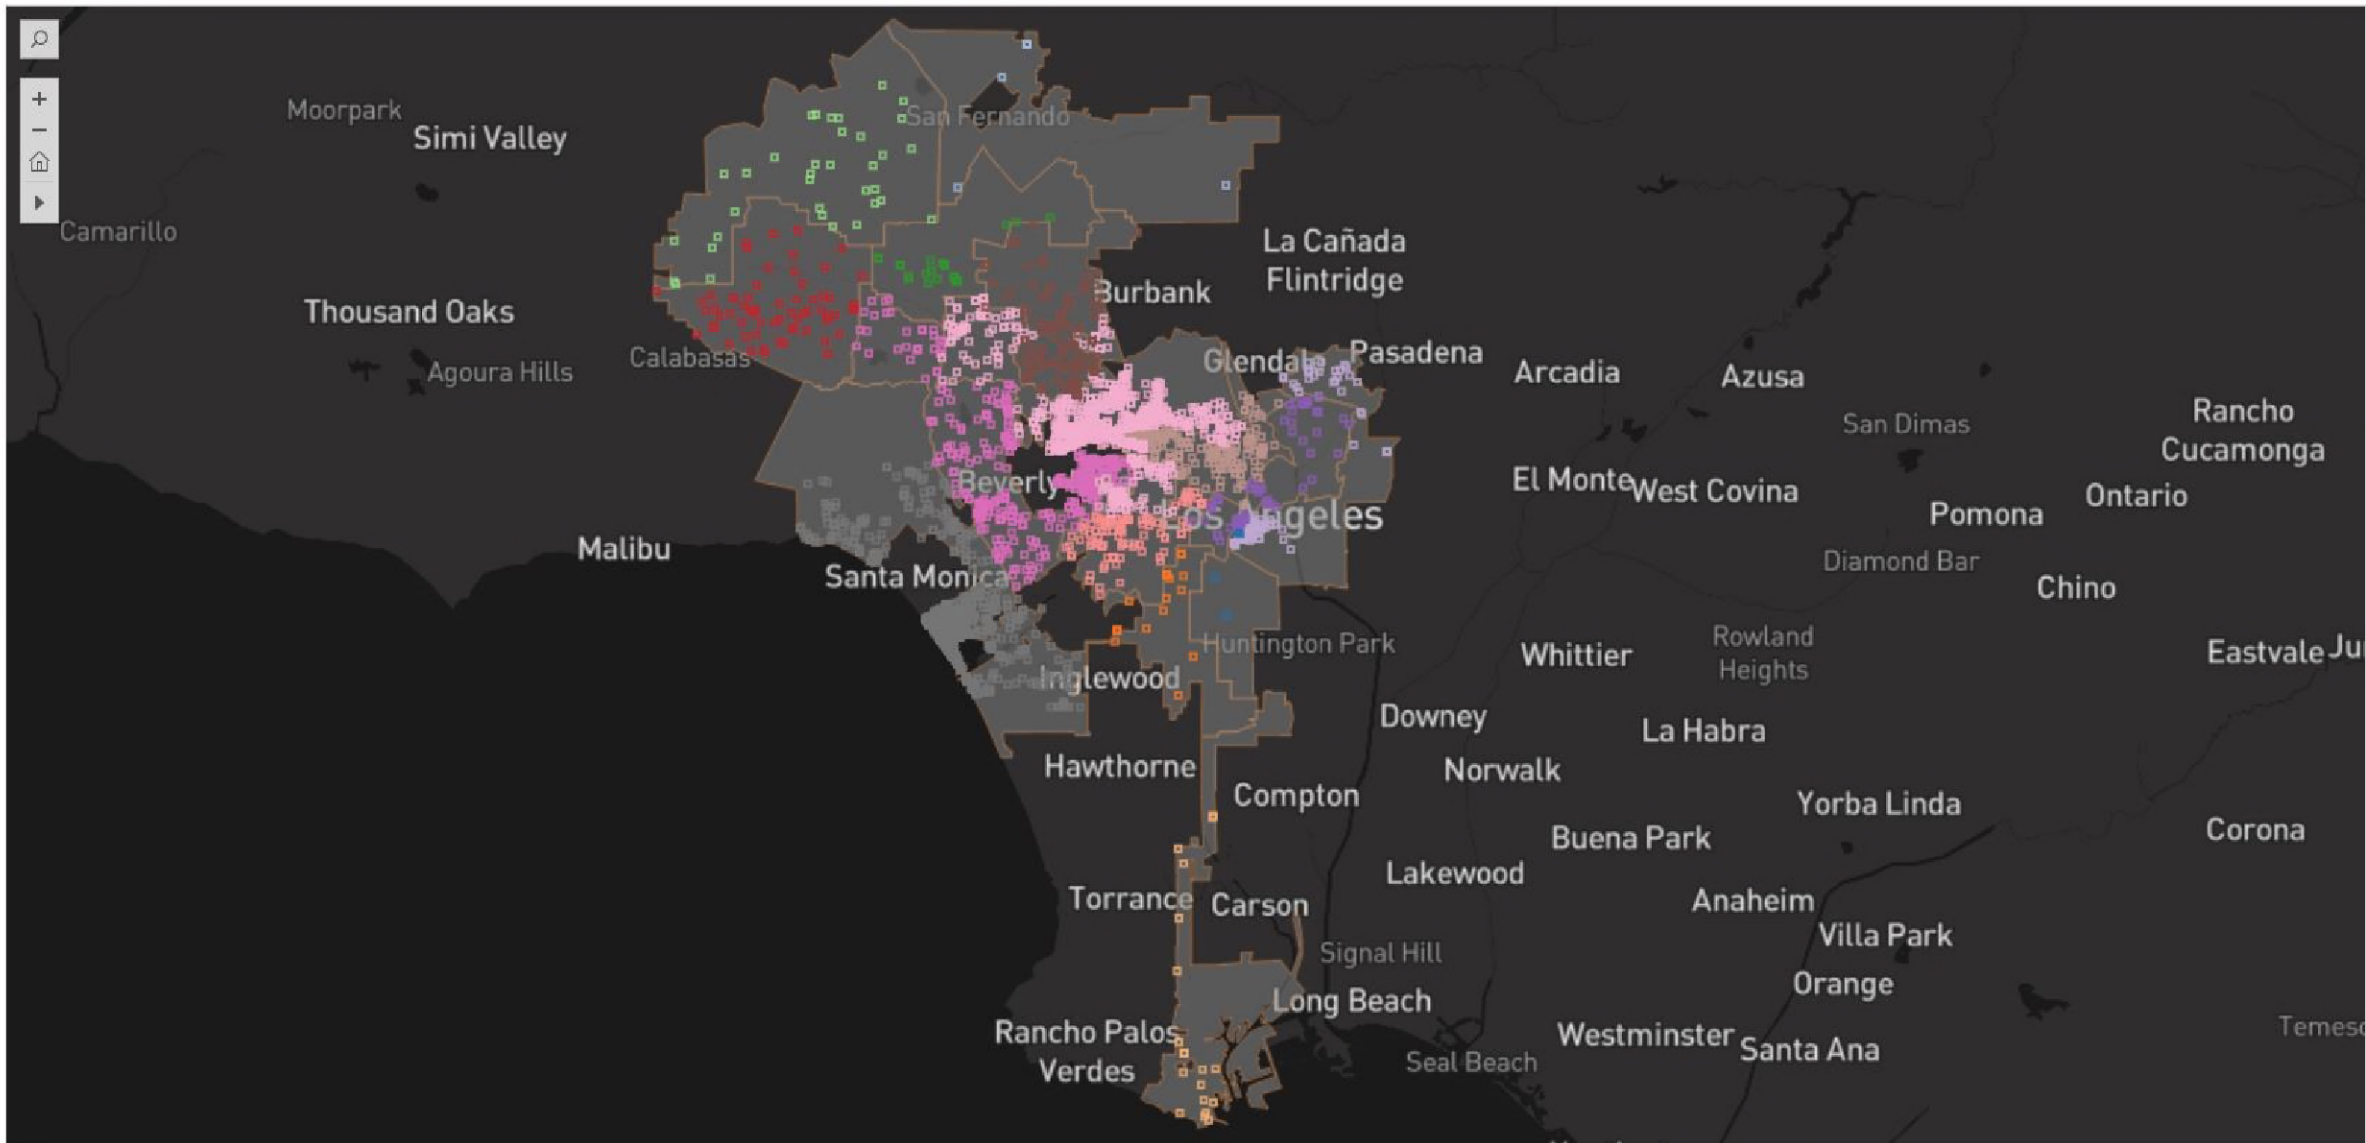 Moorpark
Simi Valley
San Fernando
Camarillo
La Cañada
Flintridge
Burbank
Thousand Oaks
Calabasas
Agoura Hills
Glendale
Pasadena
Arcadia
Azusa
San Dimas
Rancho
Cucamonga
El Monte
West Covina
Ontario
Beverly
Los Angeles
Pomona
Malibu
Diamond Bar
Santa Monica
Chino
Huntington Park
Whittier
Rowland
Heights
Eastvale
Ju
Inglewood
Downey
La Habra
Hawthorne
Norwalk
Compton
Yorba Linda
Corona
Buena Park
Lakewood
Torrance
Carson
Anaheim
Villa Park
Signal Hill
Orange
Long Beach
Rancho Palos
Verdes
Westminster
Santa Ana
Seal Beach
Temesc